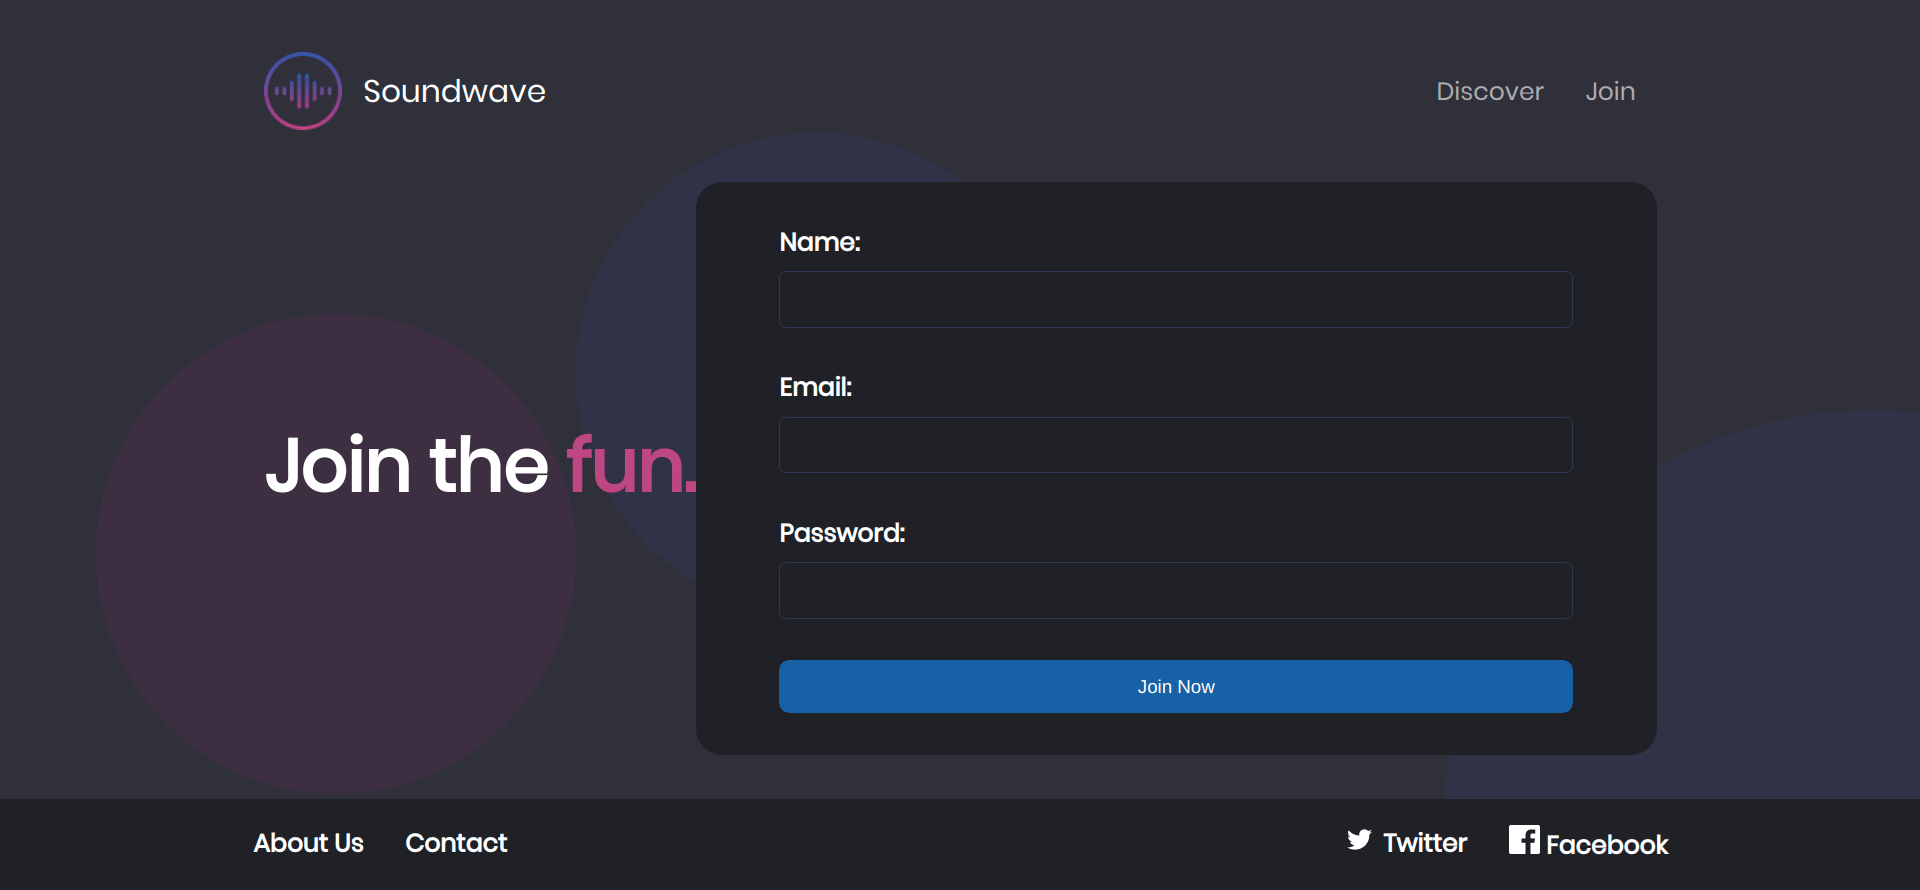 Soundwave
Discover Join
Name:
Email:
Join the fun.
Password:
Join Now
About Us Contact Twitter Facebook